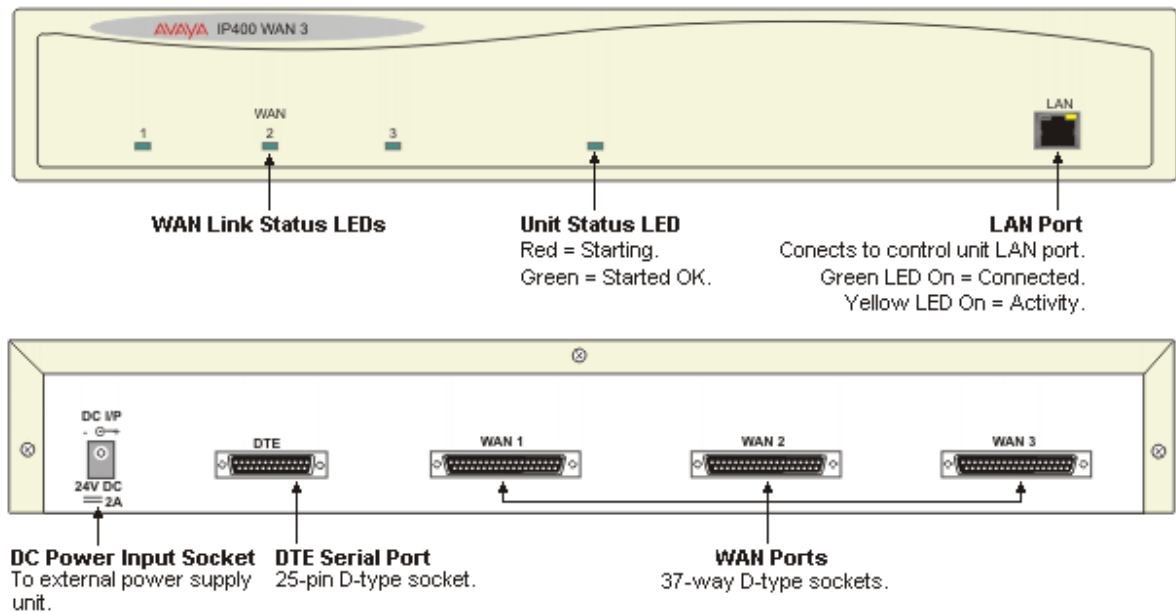 AVAYA IP400 WAN 3
LAN
WAN
1 2 3
WAN Link Status LEDs
Unit Status LED
Red = Starting.
Green = Started OK.
LAN Port
Conects to control unit LAN port.
Green LED On = Connected.
Yellow LED On = Activity.
DC I/P
- +
24V DC
2A
DTE
WAN 1
WAN 2
WAN 3
DC Power Input Socket
To external power supply
unit.
DTE Serial Port
25-pin D-type socket.
WAN Ports
37-way D-type sockets.